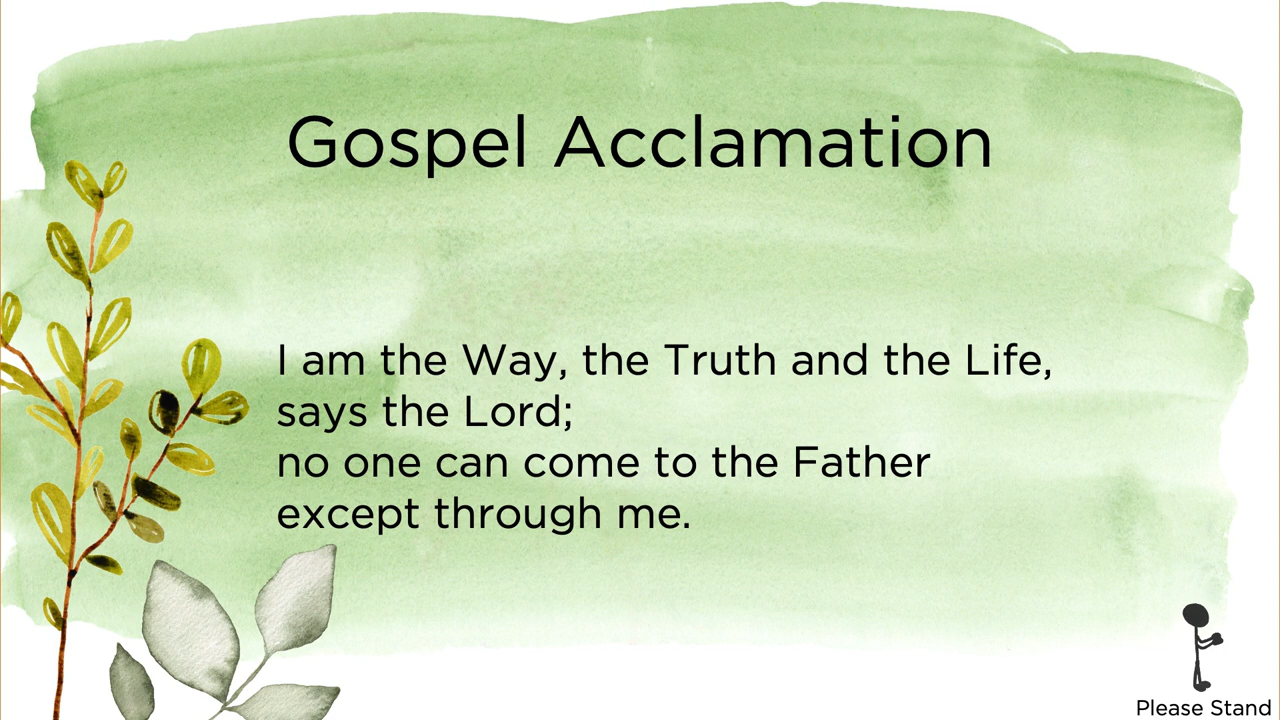 Gospel Acclamation
I am the Way, the Truth and the Life,
says the Lord;
no one can come to the Father
except through me.
Please Stand